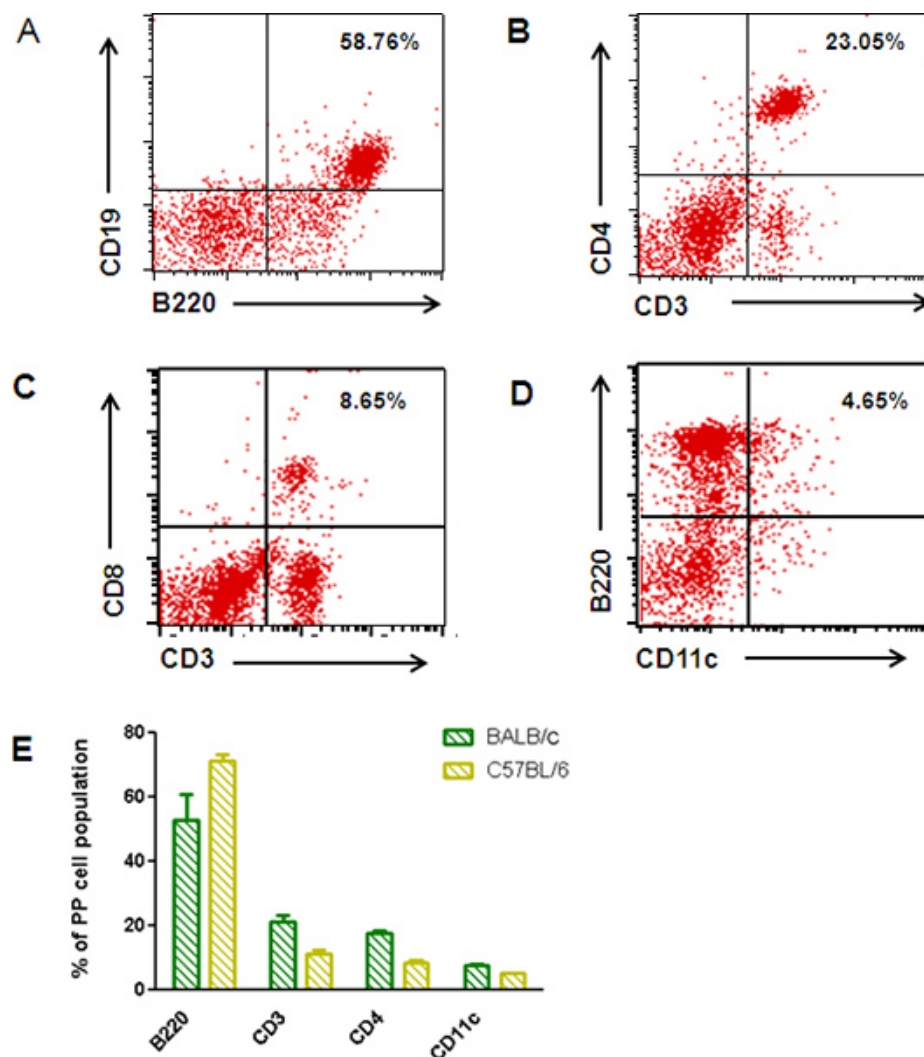 A
58.76%
CD19
B220
B
23.05%
CD4
CD3
C
8.65%
CD8
CD3
D
4.65%
B220
CD11c
E
BALB/c
C57BL/6
% of PP cell population
80
60
40
20
0
B220
CD3
CD4
CD11c